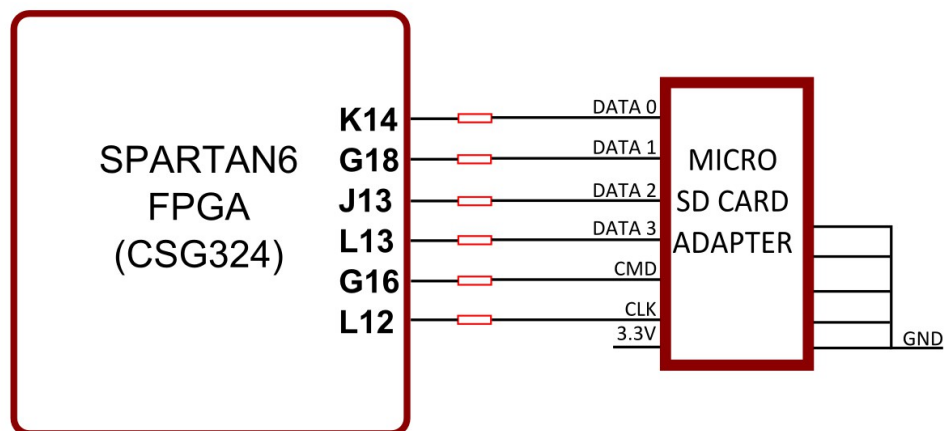 SPARTAN6
FPGA
(CSG324)
K14
G18
J13
L13
G16
L12
DATA 0
DATA 1
DATA 2
DATA 3
CMD
CLK
3.3V
MICRO
SD CARD
ADAPTER
GND